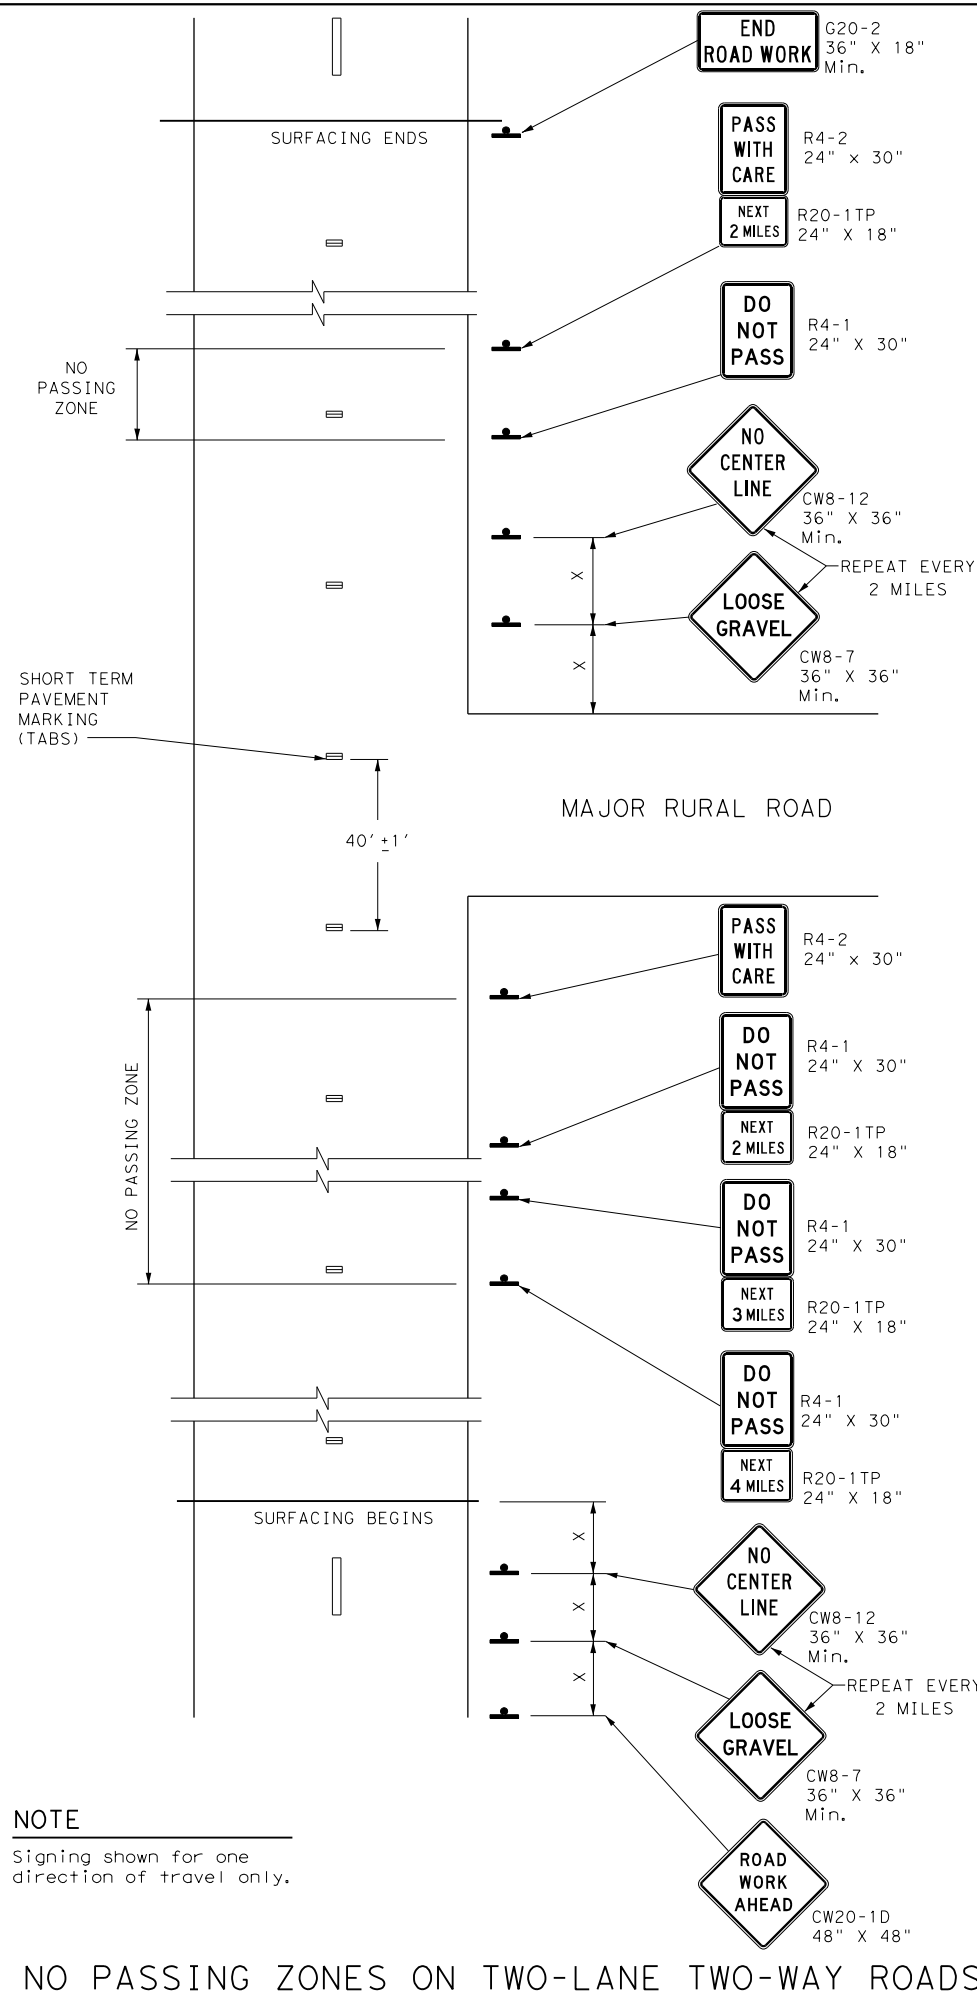 END
ROAD WORK
G20-2
36" X 18"
Min.
SURFACING ENDS
PASS
WITH
CARE
R4-2
24" x 30"
NEXT
2 MILES
R20-1TP
24" X 18"
DO
NOT
PASS
R4-1
24" X 30"
NO
PASSING
ZONE
NO
CENTER
LINE
CW8-12
36" X 36"
Min.
REPEAT EVERY
2 MILES
X
LOOSE
GRAVEL
CW8-7
36" X 36"
Min.
X
SHORT TERM
PAVEMENT
MARKING
(TABS)
MAJOR RURAL ROAD
40' ±1'
PASS
WITH
CARE
R4-2
24" x 30"
DO
NOT
PASS
R4-1
24" X 30"
NEXT
2 MILES
R20-1TP
24" X 18"
NO PASSING ZONE
DO
NOT
PASS
R4-1
24" X 30"
NEXT
3 MILES
R20-1TP
24" X 18"
DO
NOT
PASS
R4-1
24" X 30"
NEXT
4 MILES
R20-1TP
24" X 18"
SURFACING BEGINS
X
NO
CENTER
LINE
CW8-12
36" X 36"
Min.
X
REPEAT EVERY
2 MILES
X
LOOSE
GRAVEL
CW8-7
36" X 36"
Min.
NOTE
Signing shown for one
direction of travel only.
ROAD
WORK
AHEAD
CW20-1D
48" X 48"
NO PASSING ZONES ON TWO-LANE TWO-WAY ROADS